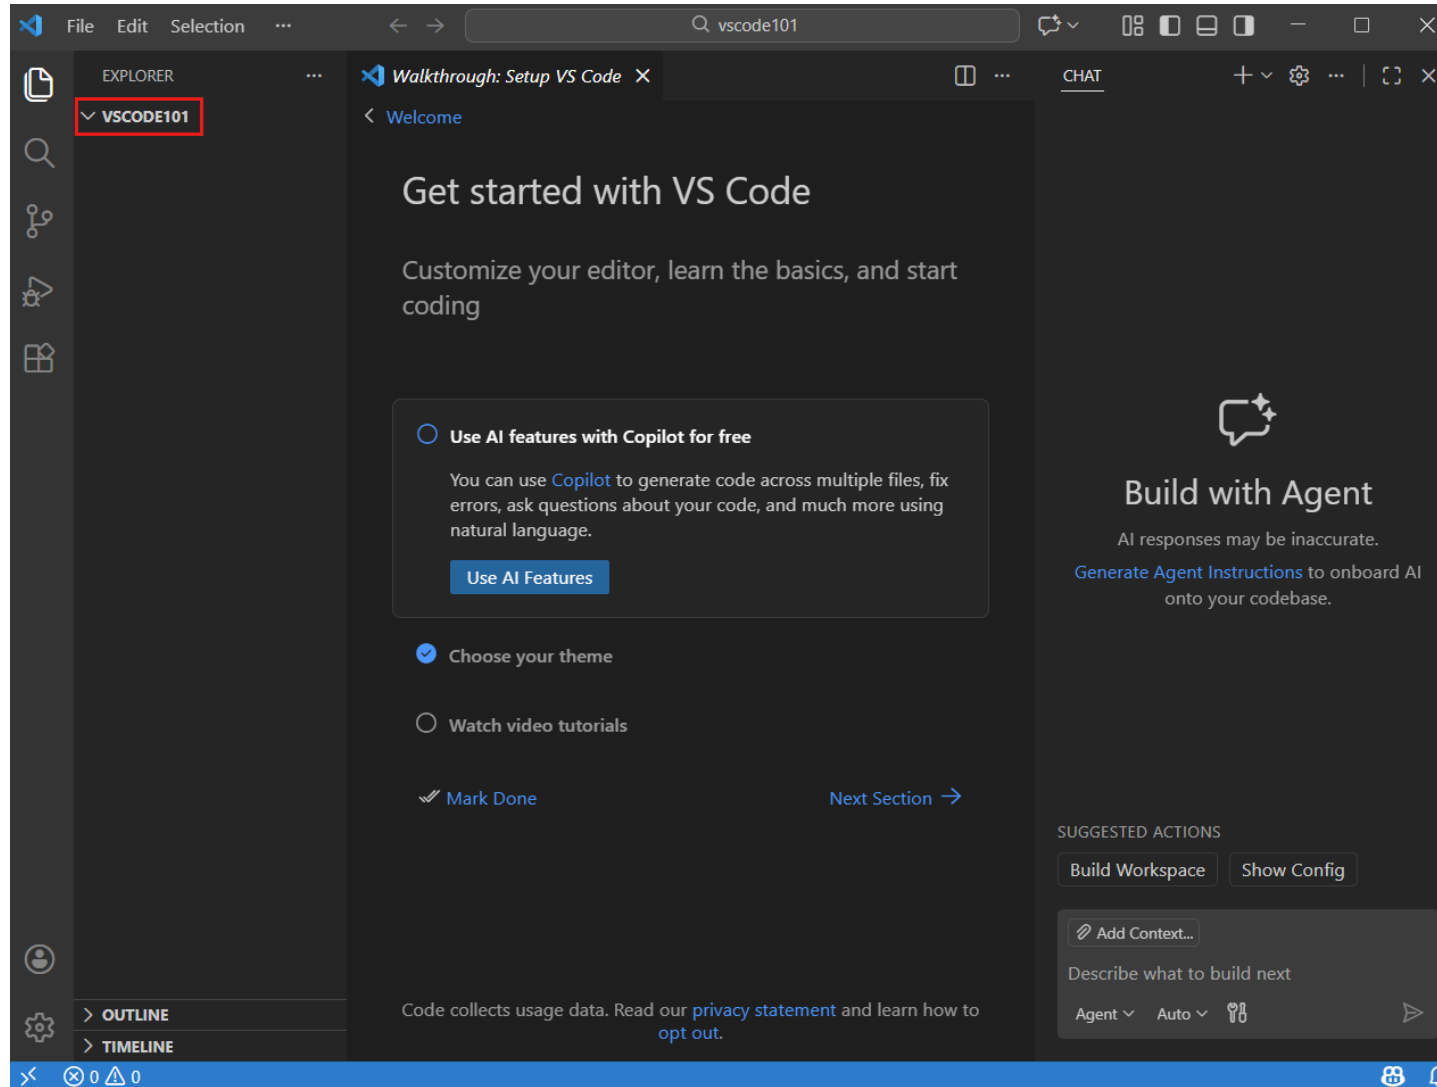 File Edit Selection ···
vscode101
EXPLORER ···
VSCODE101
Walkthrough: Setup VS Code
Welcome
Get started with VS Code
Customize your editor, learn the basics, and start
coding
Use AI features with Copilot for free
You can use Copilot to generate code across multiple files, fix
errors, ask questions about your code, and much more using
natural language.
Use AI Features
Choose your theme
Watch video tutorials
Mark Done
Next Section
Code collects usage data. Read our privacy statement and learn how to
opt out.
CHAT
Build with Agent
AI responses may be inaccurate.
Generate Agent Instructions to onboard AI
onto your codebase.
SUGGESTED ACTIONS
Build Workspace Show Config
Add Context...
Describe what to build next
Agent Auto
OUTLINE
TIMELINE
0 0